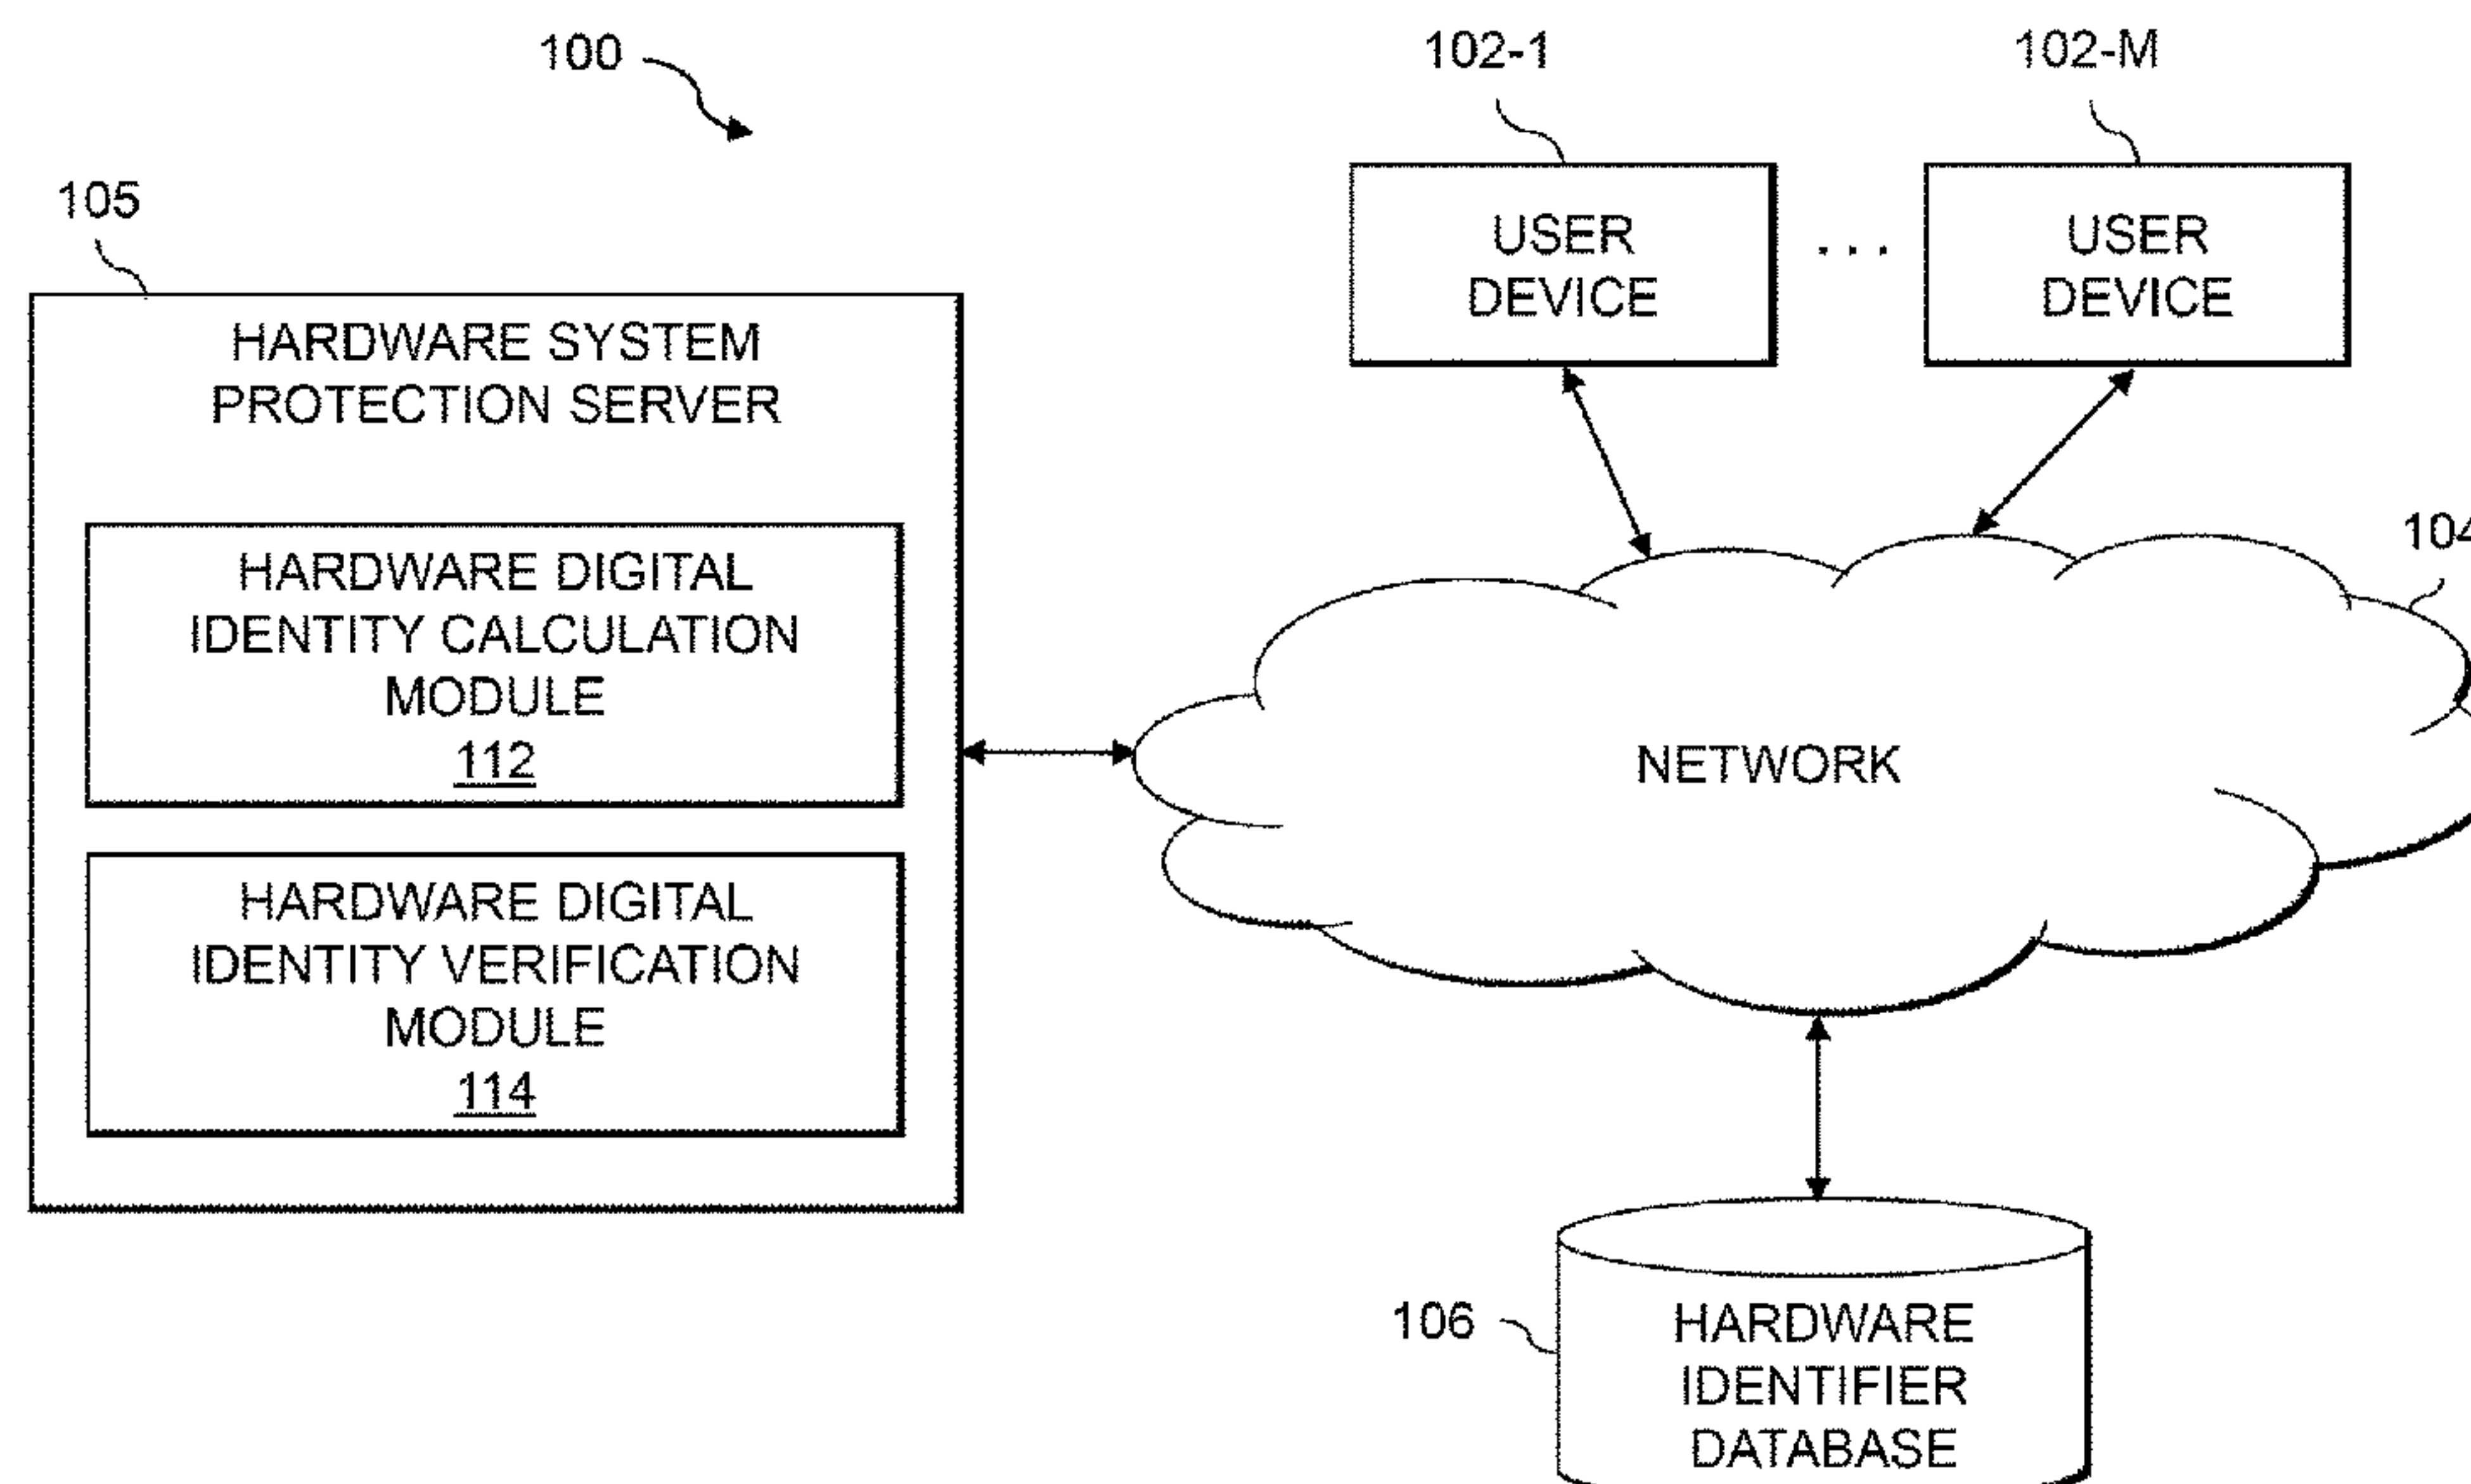 100
102-1
102-M
105
USER
DEVICE
. . .
USER
DEVICE
HARDWARE SYSTEM
PROTECTION SERVER
104
HARDWARE DIGITAL
IDENTITY CALCULATION
MODULE
112
NETWORK
HARDWARE DIGITAL
IDENTITY VERIFICATION
MODULE
114
106
HARDWARE
IDENTIFIER
DATABASE